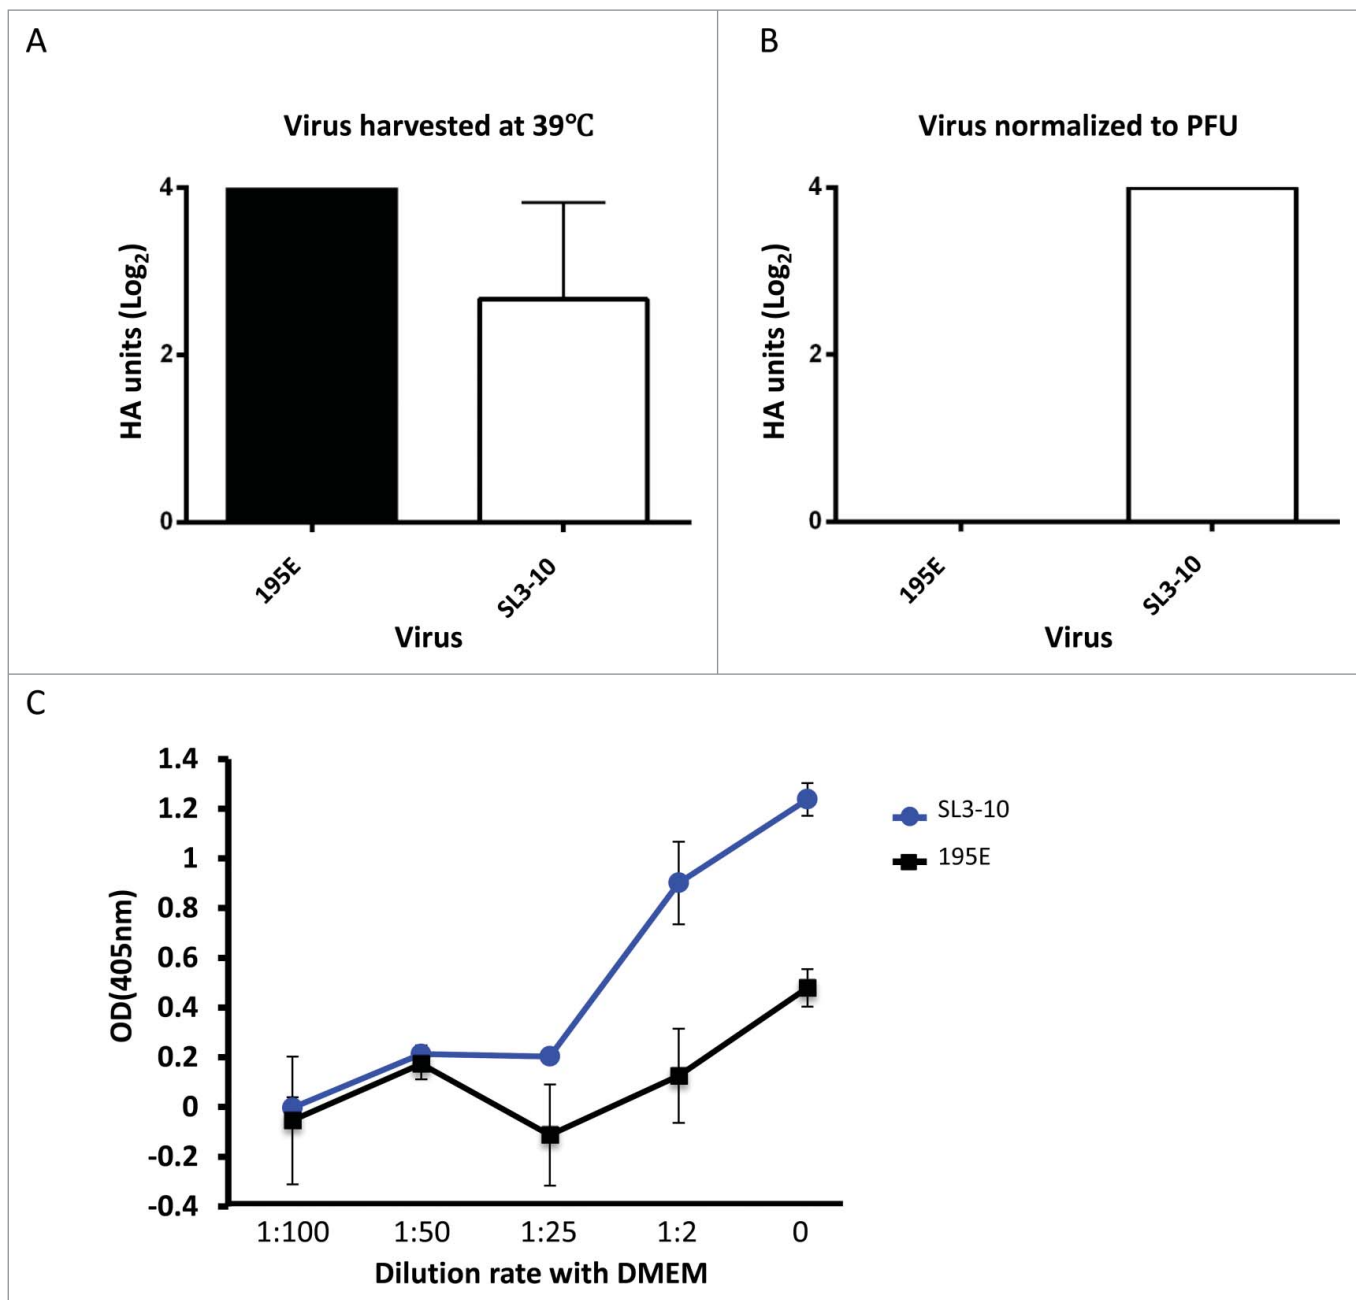 A
Virus harvested at 39℃
HA units (Log2)
4
2
0
195E
SL3-10
Virus
B
Virus normalized to PFU
HA units (Log2)
4
2
0
195E
SL3-10
Virus
C
OD(405nm)
1.4
1.2
1
0.8
0.6
0.4
0.2
0
-0.2
-0.4
1:100 1:50 1:25 1:2 0
Dilution rate with DMEM
SL3-10
195E